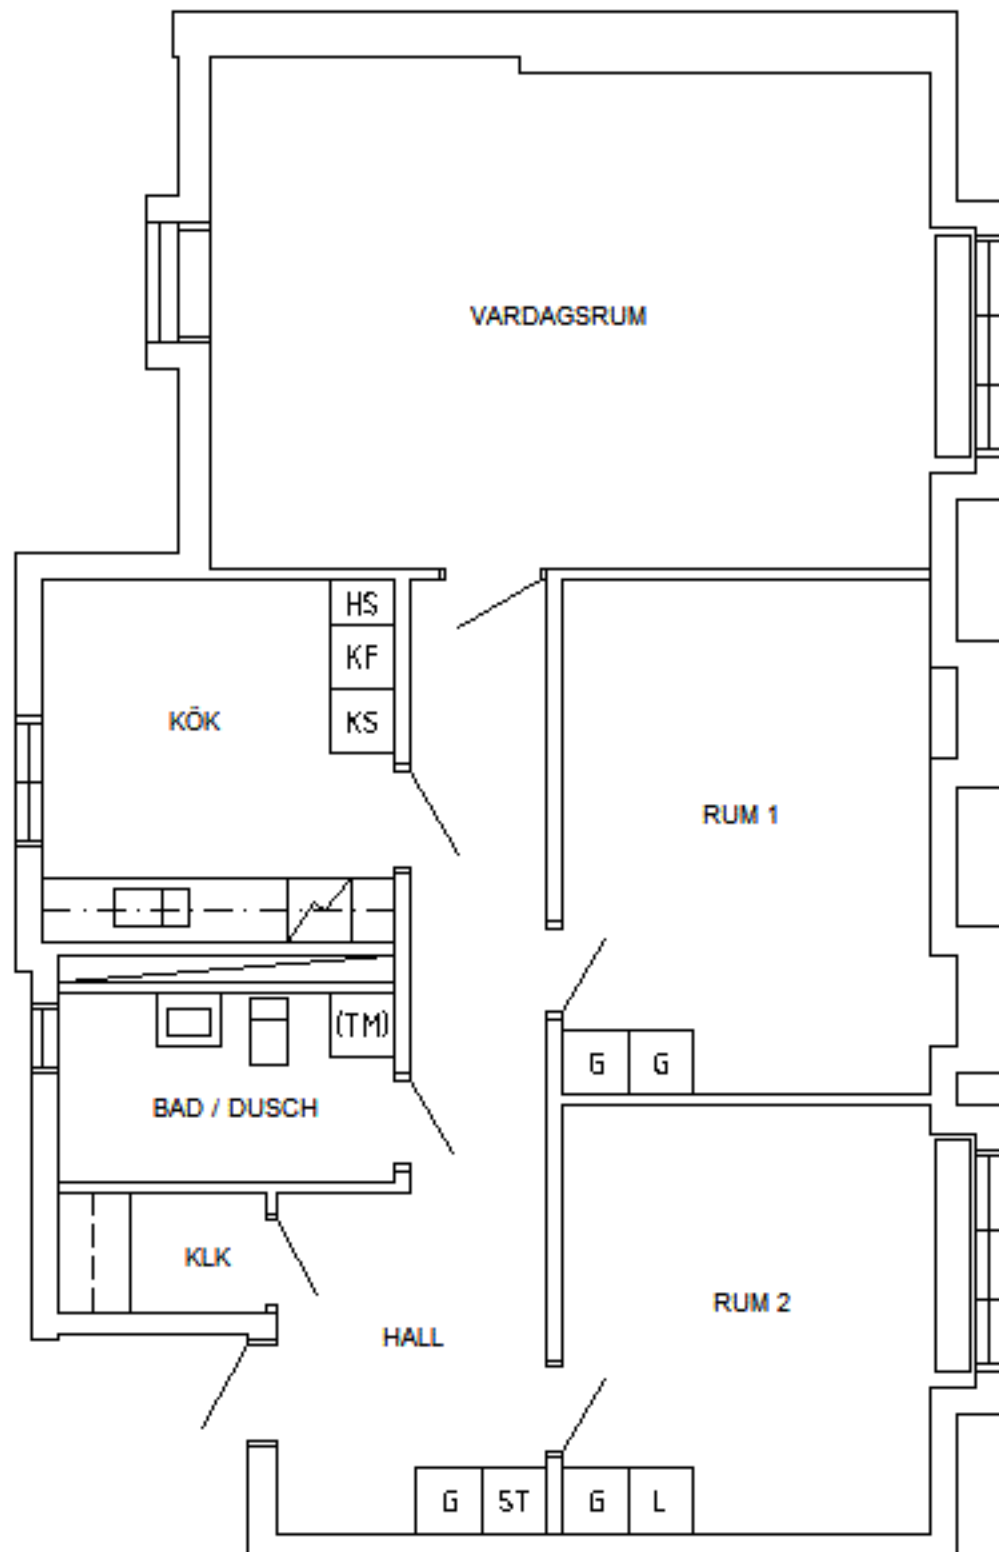 VARDAGSRUM
HS
KF
KÖK
KS
RUM 1
(TM)
G G
BAD / DUSCH
KLK
RUM 2
HALL
G ST G L